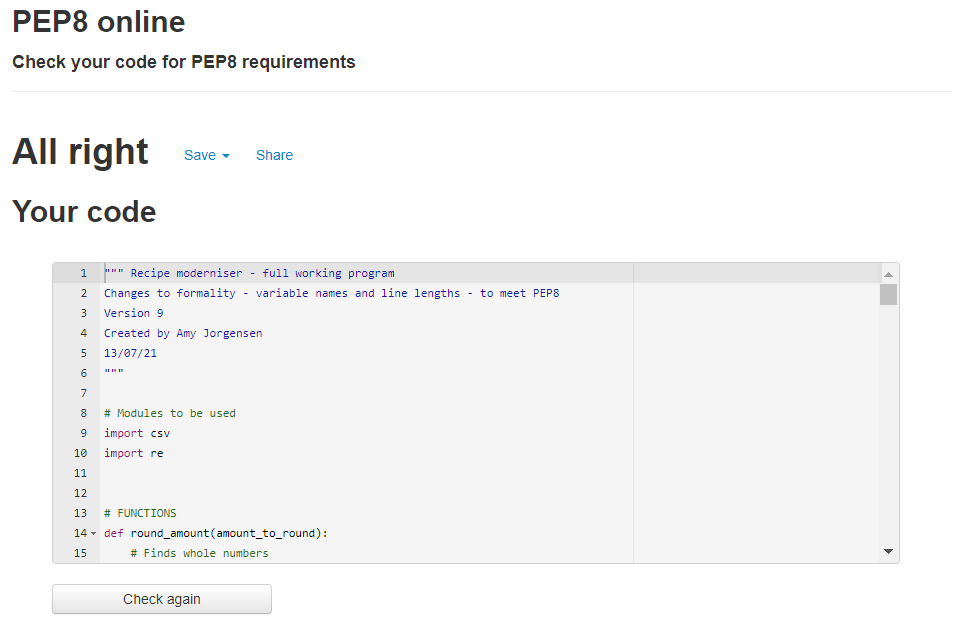 PEP8 online
Check your code for PEP8 requirements
All right Save Share
Your code
1 """ Recipe moderniser - full working program
2 Changes to formality - variable names and line lengths - to meet PEP8
3 Version 9
4 Created by Amy Jorgensen
5 13/07/21
6 """
7
8 # Modules to be used
9 import csv
10 import re
11
12
13 # FUNCTIONS
14 def round_amount(amount_to_round):
15 # Finds whole numbers
Check again